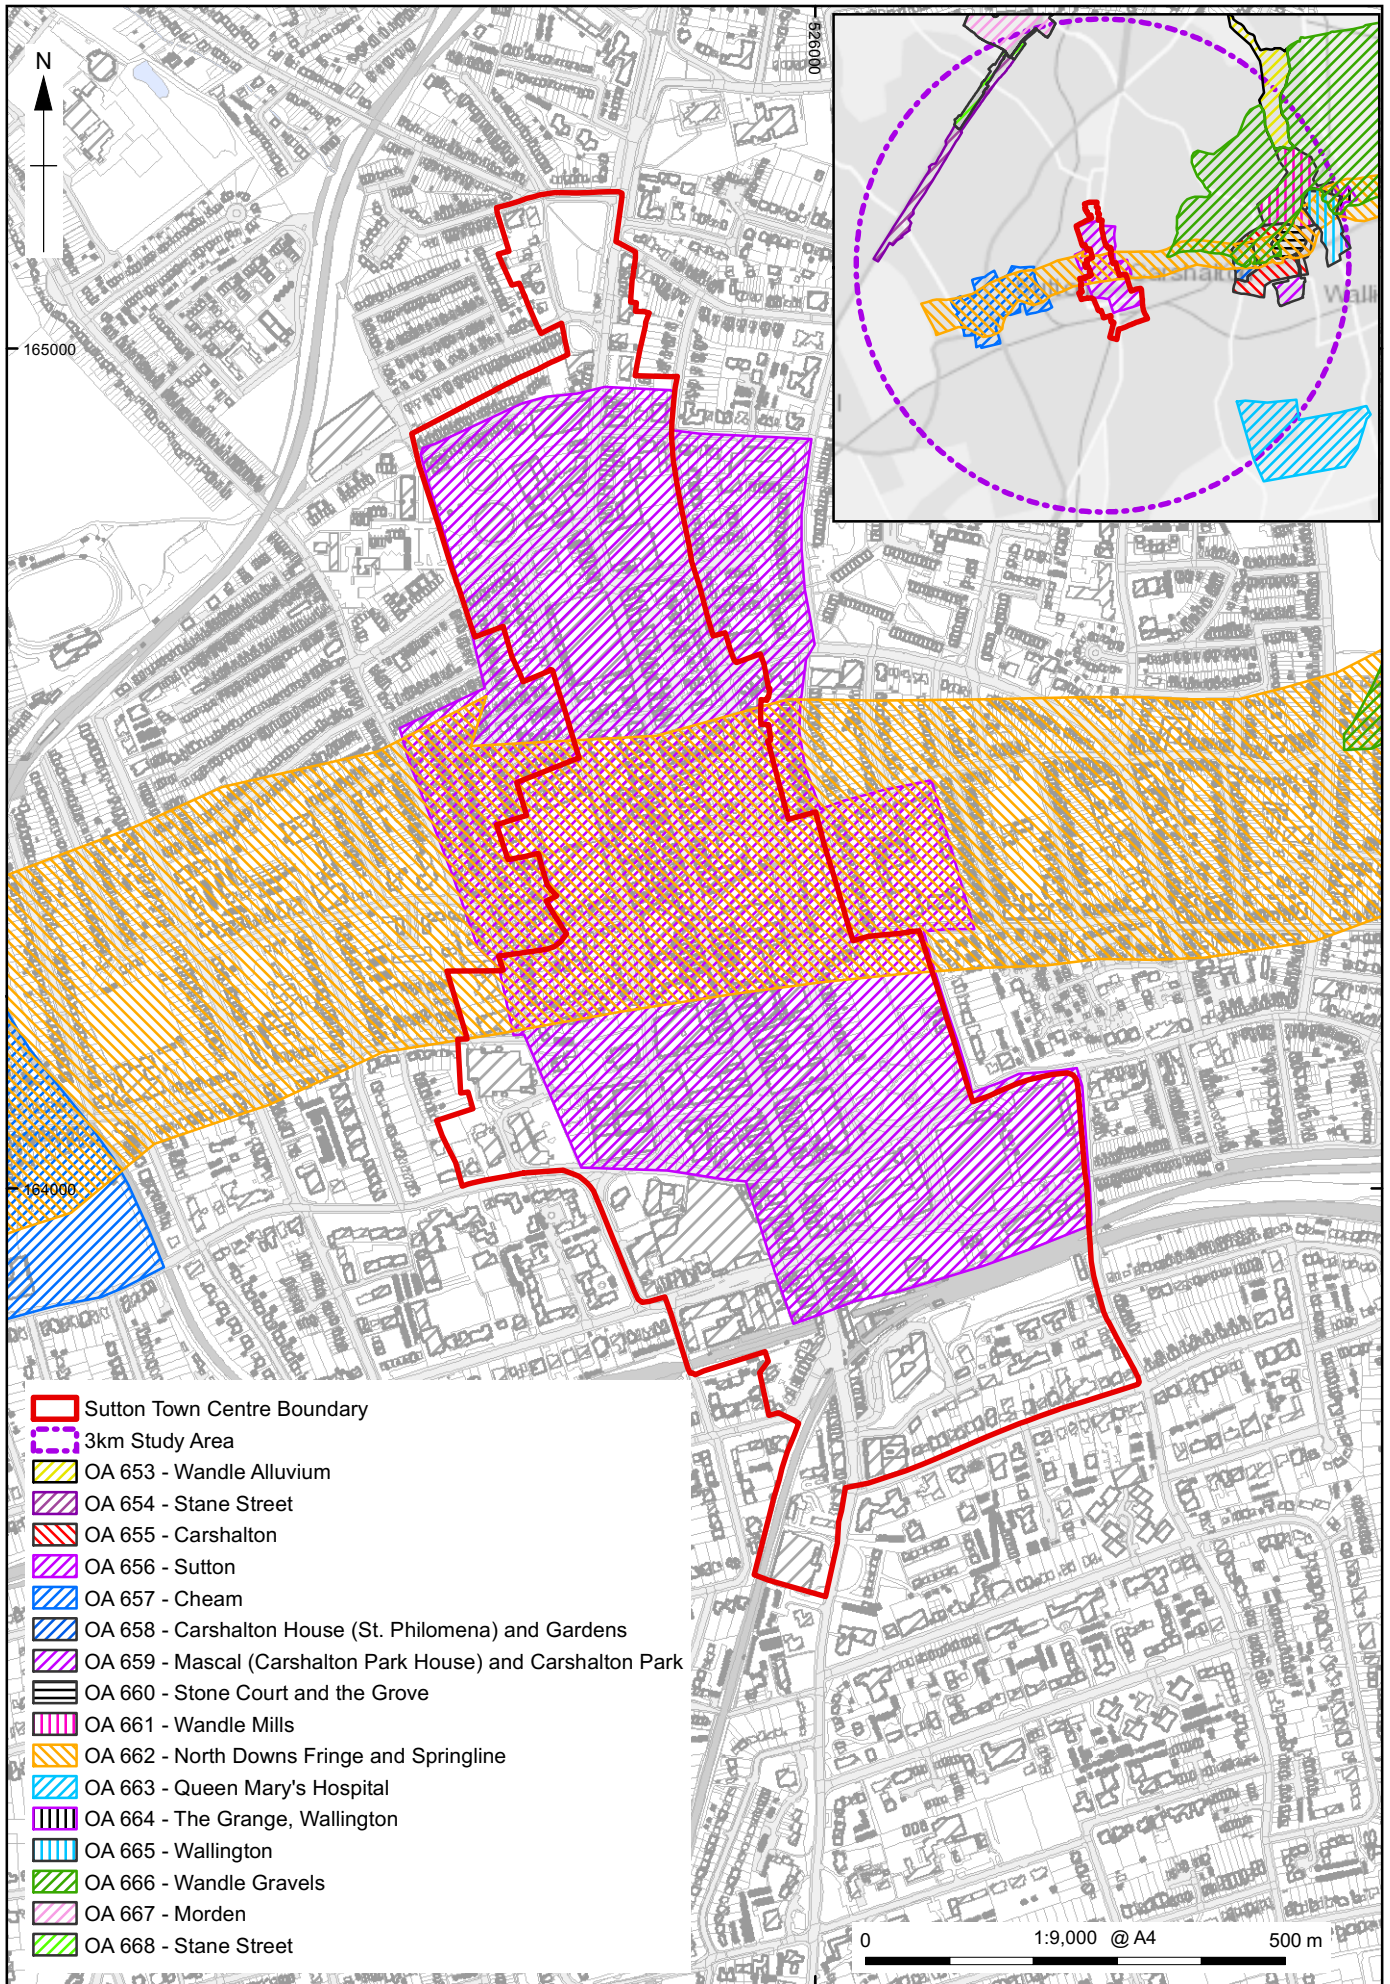 N
526000
165000
Carshalto
Walli
164000
Sutton Town Centre Boundary
3km Study Area
OA 653 - Wandle Alluvium
OA 654 - Stane Street
OA 655 - Carshalton
OA 656 - Sutton
OA 657 - Cheam
OA 658 - Carshalton House (St. Philomena) and Gardens
OA 659 - Mascal (Carshalton Park House) and Carshalton Park
OA 660 - Stone Court and the Grove
OA 661 - Wandle Mills
OA 662 - North Downs Fringe and Springline
OA 663 - Queen Mary's Hospital
OA 664 - The Grange, Wallington
OA 665 - Wallington
OA 666 - Wandle Gravels
OA 667 - Morden
OA 668 - Stane Street
0 1:9,000 @ A4 500 m